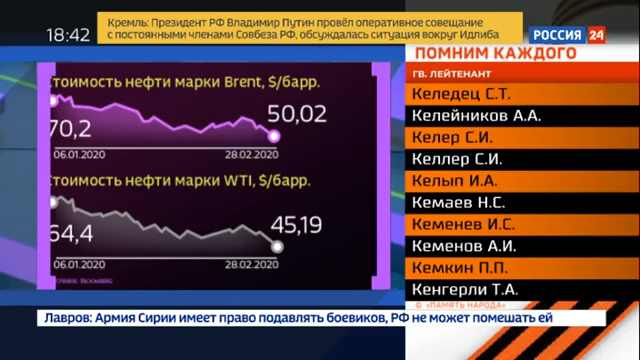 18:42
Кремль: Президент РФ Владимир Путин провёл оперативное совещание
с постоянными членами Совбеза РФ, обсуждалась ситуация вокруг Идлиба
РОССИЯ 24
ПОМНИМ КАЖДОГО
ГВ. ЛЕЙТЕНАНТ
Келедец С.Т.
Келейников А.А.
Келер С.И.
Келлер С.И.
Келып И.А.
Кемаев Н.С.
Кеменев И.С.
Кеменов А.И.
Кемкин П.П.
Кенгерли Т.А.
© «ПАМЯТЬ НАРОДА»
тоимость нефти марки Brent, $/барр.
70,2
50,02
06.01.2020 28.02.2020
тоимость нефти марки WTI, $/барр.
64,4
45,19
06.01.2020 28.02.2020
Bloomberg
Лавров: Армия Сирии имеет право подавлять боевиков, РФ не может помешать ей